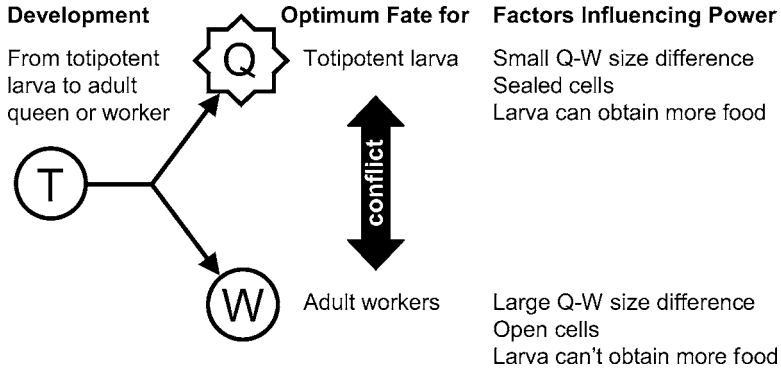 Development
Optimum Fate for
Factors Influencing Power
From totipotent
larva to adult
queen or worker
Q
Totipotent larva
Small Q-W size difference
Sealed cells
Larva can obtain more food
T
conflict
W
Adult workers
Large Q-W size difference
Open cells
Larva can't obtain more food